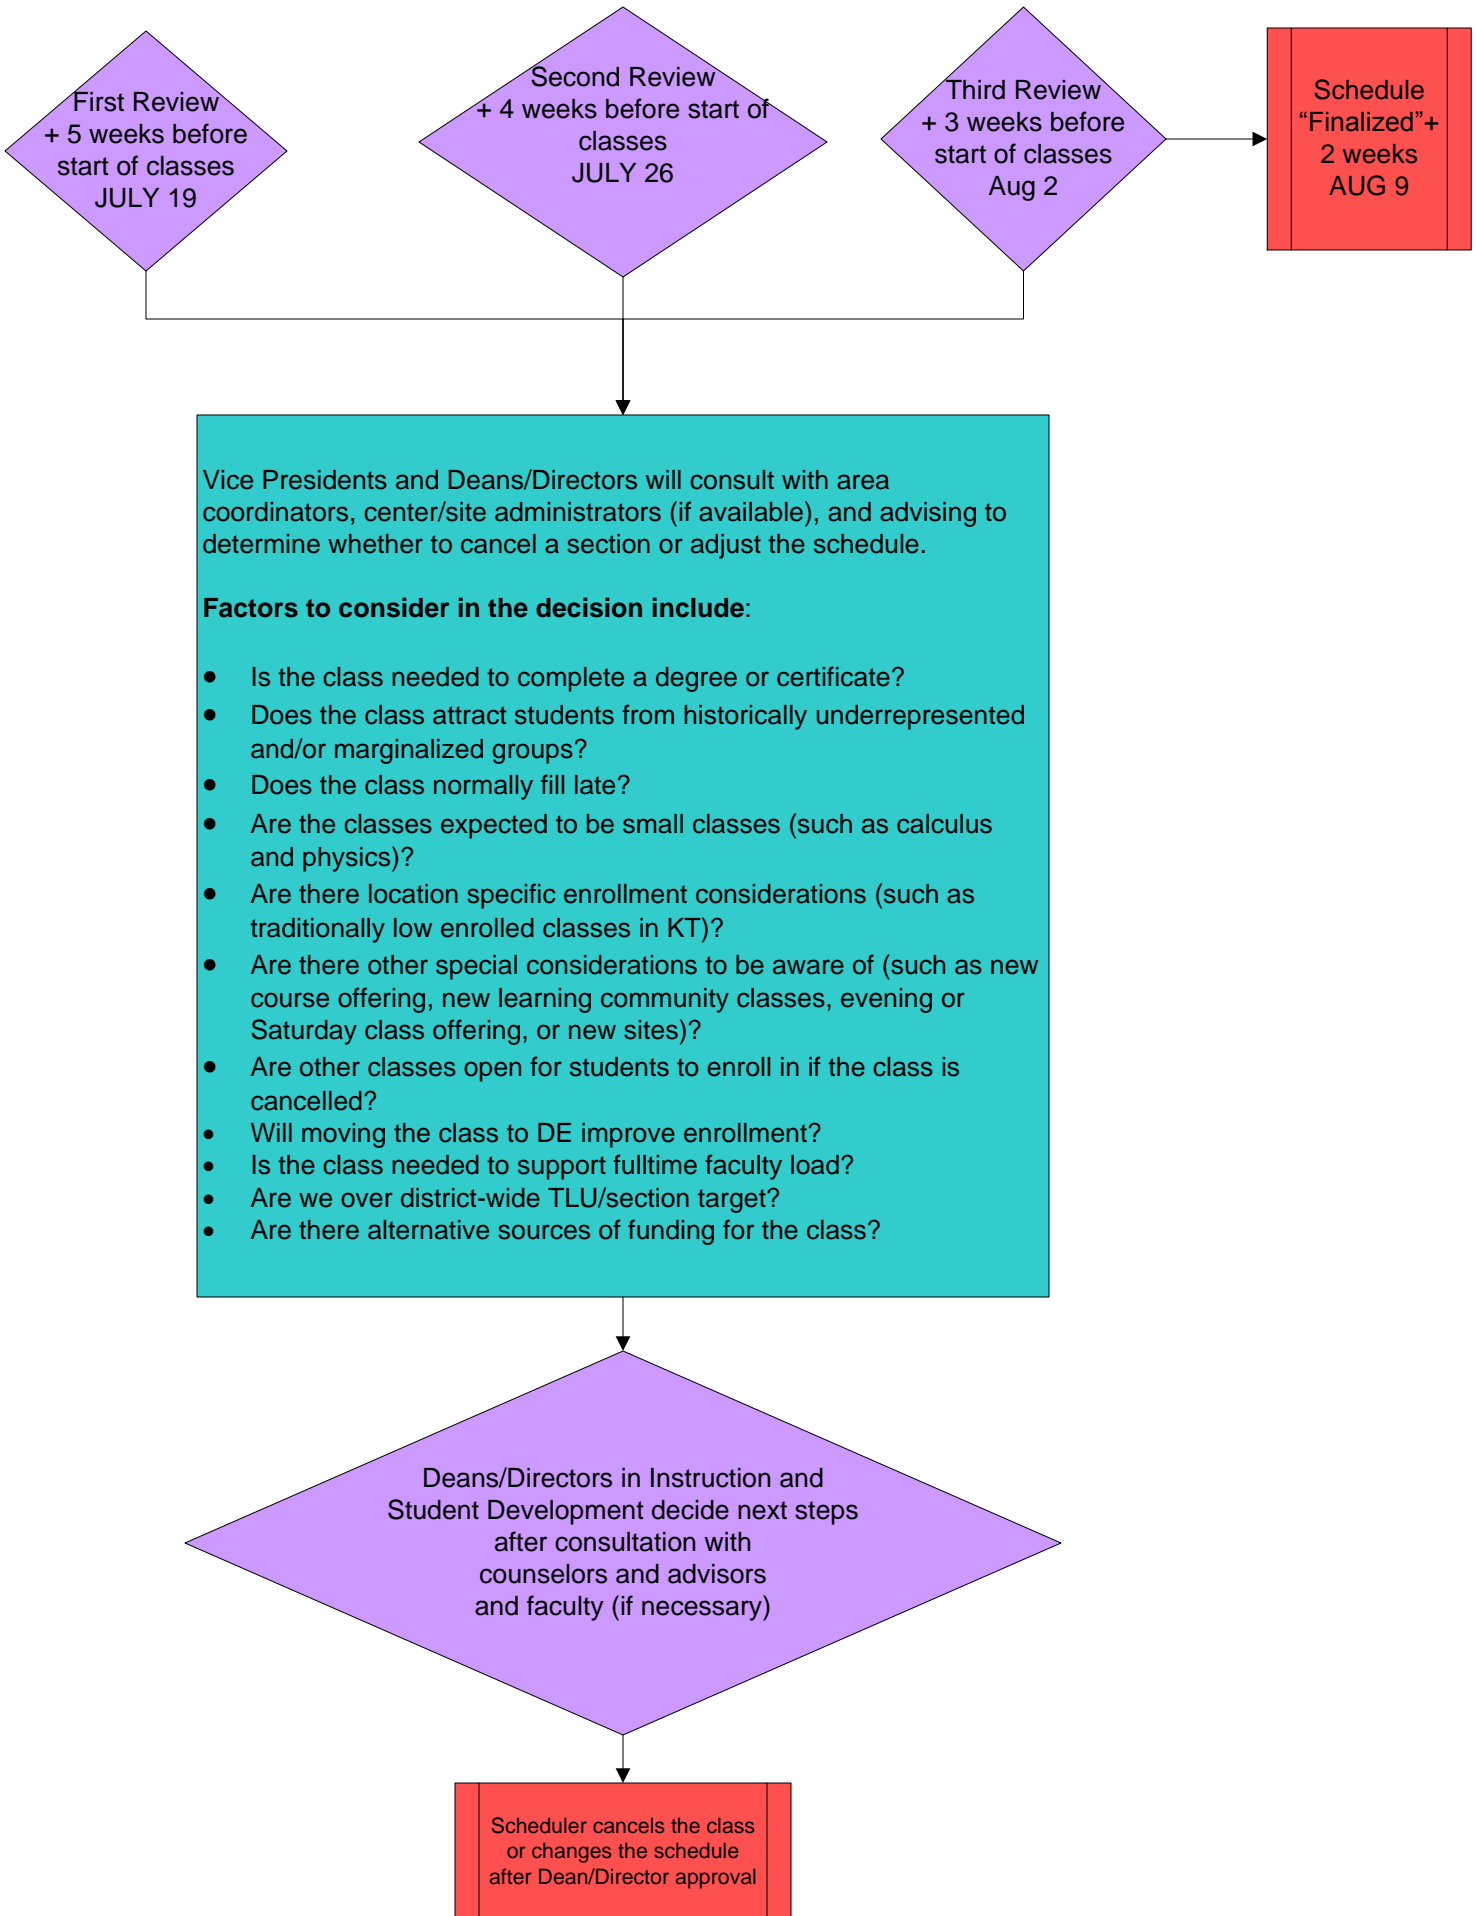 First Review
+ 5 weeks before
start of classes
JULY 19
Second Review
+ 4 weeks before start of
classes
JULY 26
Third Review
+ 3 weeks before
start of classes
Aug 2
Schedule
“Finalized”+
2 weeks
AUG 9
Vice Presidents and Deans/Directors will consult with area
coordinators, center/site administrators (if available), and advising to
determine whether to cancel a section or adjust the schedule.
Factors to consider in the decision include:
• Is the class needed to complete a degree or certificate?
• Does the class attract students from historically underrepresented
and/or marginalized groups?
• Does the class normally fill late?
• Are the classes expected to be small classes (such as calculus
and physics)?
• Are there location specific enrollment considerations (such as
traditionally low enrolled classes in KT)?
• Are there other special considerations to be aware of (such as new
course offering, new learning community classes, evening or
Saturday class offering, or new sites)?
• Are other classes open for students to enroll in if the class is
cancelled?
• Will moving the class to DE improve enrollment?
• Is the class needed to support fulltime faculty load?
• Are we over district-wide TLU/section target?
• Are there alternative sources of funding for the class?
Deans/Directors in Instruction and
Student Development decide next steps
after consultation with
counselors and advisors
and faculty (if necessary)
Scheduler cancels the class
or changes the schedule
after Dean/Director approval